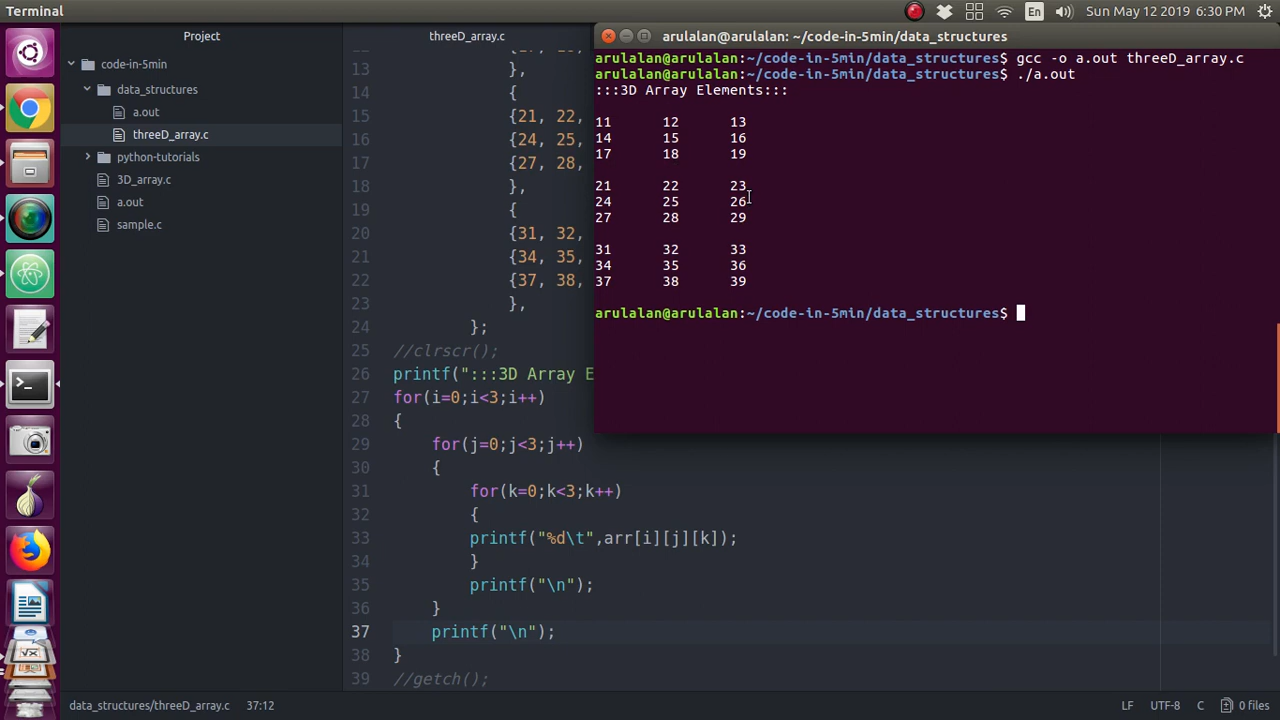 Terminal
En
Sun May 12 2019 6:30 PM
Project
code-in-5min
data_structures
a.out
threeD_array.c
python-tutorials
3D_array.c
a.out
sample.c
threeD_array.c
13 },
14 {
15 {21, 22,
16 {24, 25,
17 {27, 28,
18 },
19 {
20 {31, 32,
21 {34, 35,
22 {37, 38,
23 },
24 };
25 //clrscr();
26 printf(":::3D Array E
27 for(i=0;i<3;i++)
28 {
29 for(j=0;j<3;j++)
30 {
31 for(k=0;k<3;k++)
32 {
33 printf("%d\t",arr[i][j][k]);
34 }
35 printf("\n");
36 }
37 printf("\n");
38 }
39 //getch();
data_structures/threeD_array.c 37:12
LF UTF-8 C 0 files
arulalan@arulalan: ~/code-in-5min/data_structures
arulalan@arulalan:~/code-in-5min/data_structures$ gcc -o a.out threeD_array.c
arulalan@arulalan:~/code-in-5min/data_structures$ ./a.out
:::3D Array Elements:::
11 12 13
14 15 16
17 18 19
21 22 23
24 25 26
27 28 29
31 32 33
34 35 36
37 38 39
arulalan@arulalan:~/code-in-5min/data_structures$